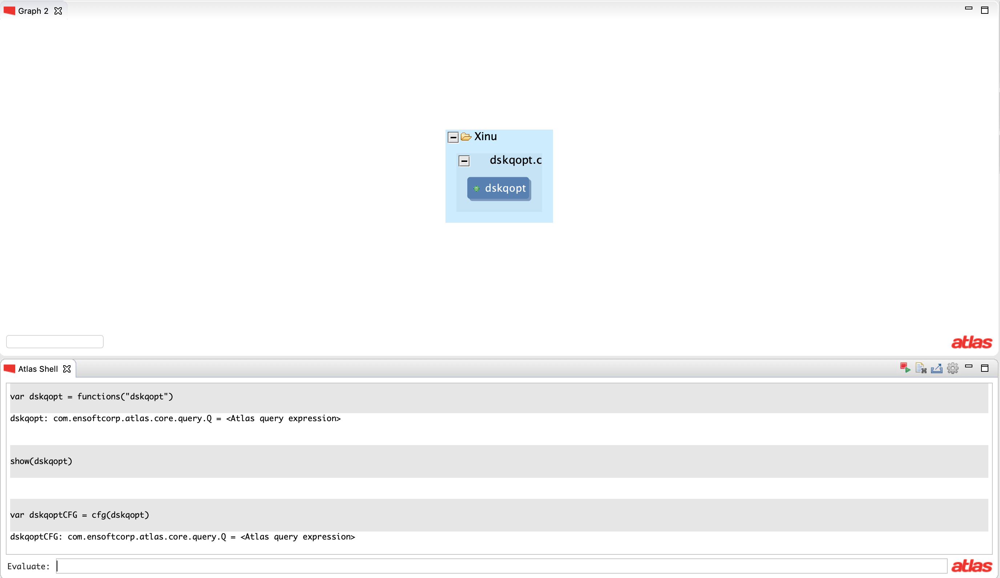 Graph 2
Xinu
dskqopt.c
dskqopt
atlas
Atlas Shell
var dskqopt = functions("dskqopt")
dskqopt: com.ensoftcorp.atlas.core.query.Q = <Atlas query expression>
show(dskqopt)
var dskqoptCFG = cfg(dskqopt)
dskqoptCFG: com.ensoftcorp.atlas.core.query.Q = <Atlas query expression>
Evaluate:
atlas